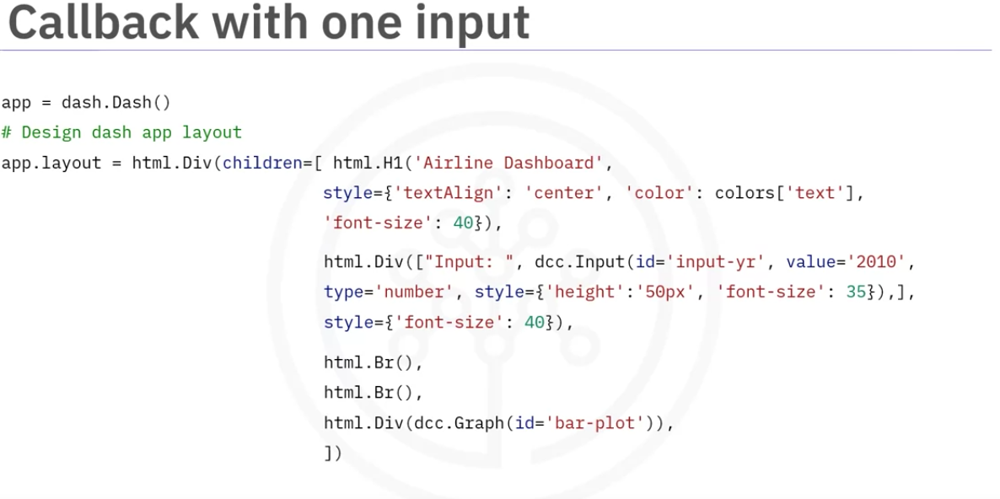 Callback with one input
app = dash.Dash()
# Design dash app layout
app.layout = html.Div(children=[ html.H1('Airline Dashboard',
style={'textAlign': 'center', 'color': colors['text'],
'font-size': 40}),
html.Div(["Input: ", dcc.Input(id='input-yr', value='2010',
type='number', style={'height':'50px', 'font-size': 35}),],
style={'font-size': 40}),
html.Br(),
html.Br(),
html.Div(dcc.Graph(id='bar-plot')),
])